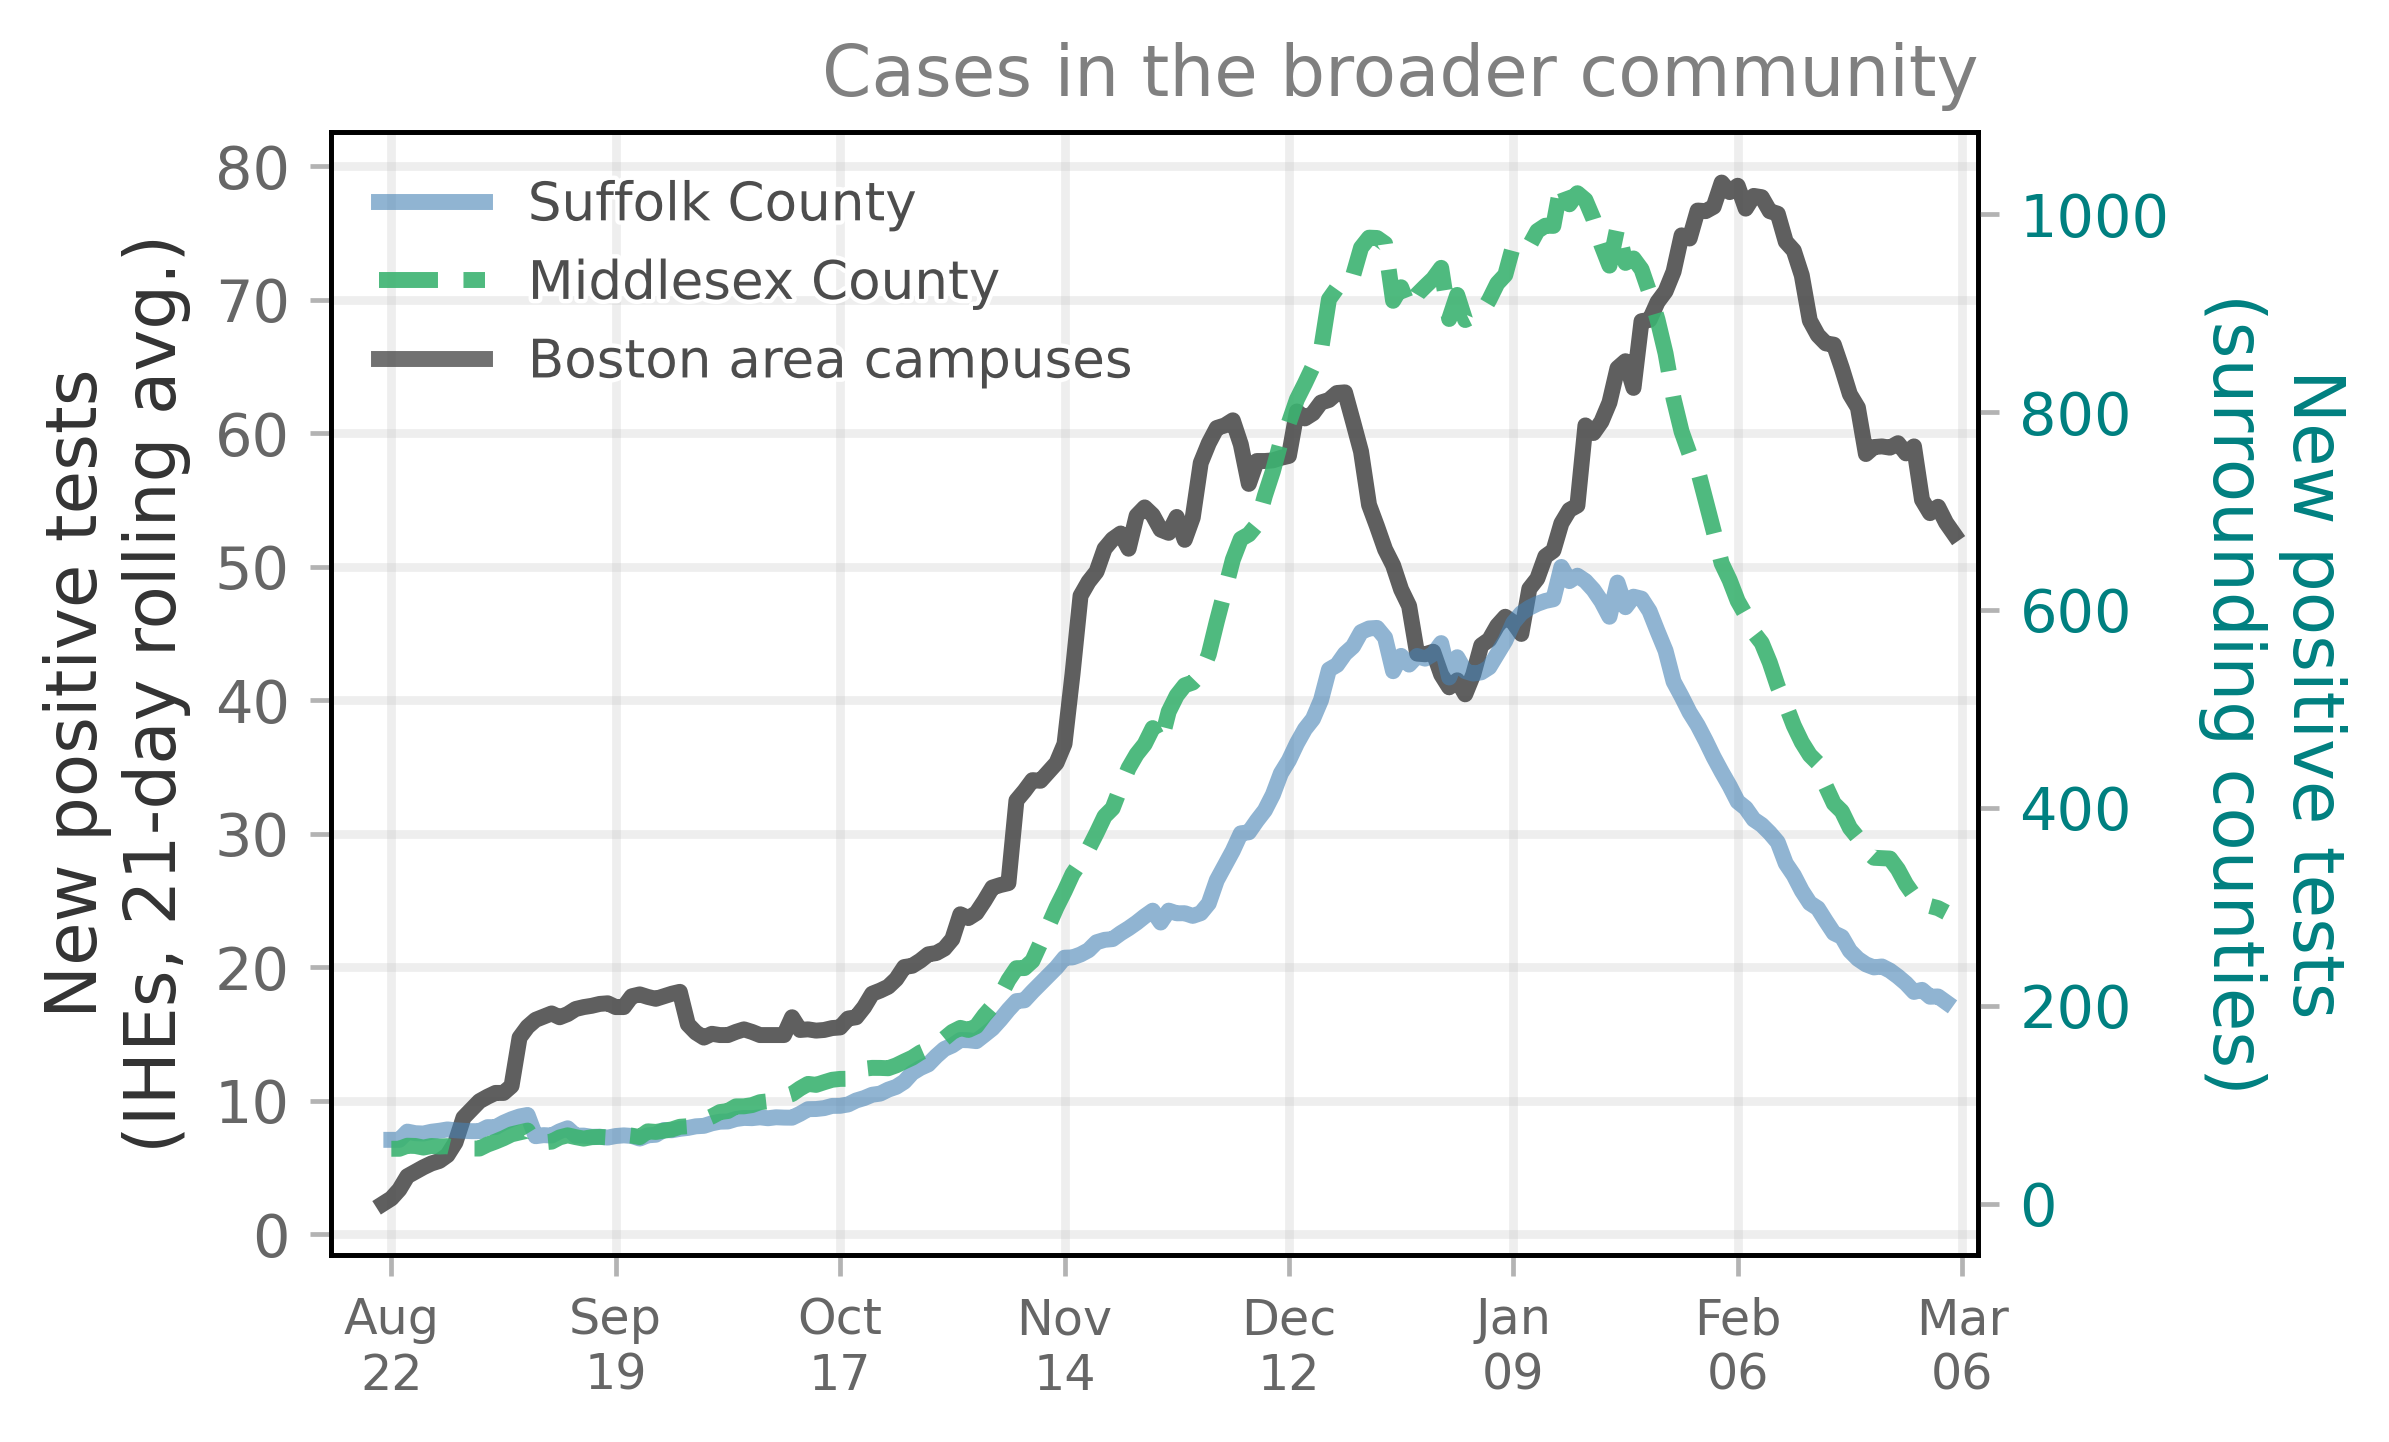 Cases in the broader community
New positive tests
(IHEs, 21-day rolling avg.)
80
70
60
50
40
30
20
10
0
Suffolk County
Middlesex County
Boston area campuses
1000
800
600
400
200
0
New positive tests
(surrounding counties)
Aug
22
Sep
19
Oct
17
Nov
14
Dec
12
Jan
09
Feb
06
Mar
06